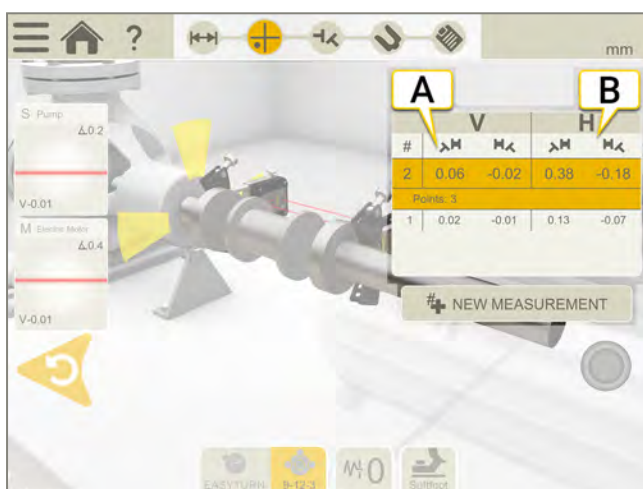 ?
mm
S Pump
∡0.2
V-0.01
M Electric Motor
∡0.4
V-0.01
A
B
V H
#
2 0.06 -0.02 0.38 -0.18
Points: 3
1 0.02 -0.01 0.13 -0.07
NEW MEASUREMENT
EASYTURN 9-12-3 0 Softfoot